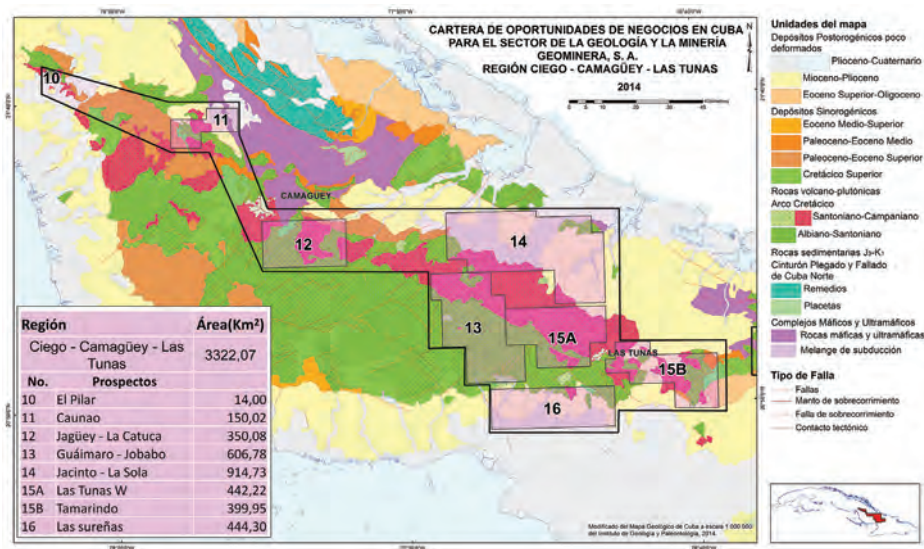 CARTERA DE OPORTUNIDADES DE NEGOCIOS EN CUBA
PARA EL SECTOR DE LA GEOLOGÍA Y LA MINERÍA
GEOMINERA, S. A.
REGIÓN CIEGO - CAMAGÜEY - LAS TUNAS
2014
10
11
CAMAGUEY
12
14
13
15A
LAS TUNAS
15B
16
Región Área(Km²)
Ciego - Camagüey - Las Tunas 3322,07
No. Prospectos
10 El Pilar 14,00
11 Caunao 150,02
12 Jagüey - La Catuca 350,08
13 Guáimaro - Jobabo 606,78
14 Jacinto - La Sola 914,73
15A Las Tunas W 442,22
15B Tamarindo 399,95
16 Las sureñas 444,30
Modificado del Mapa Geológico de Cuba a escala 1 000 000
del Instituto de Geología y Paleontología, 2014.
Unidades del mapa
Depósitos Postorogénicos poco
deformados
Plioceno-Cuaternario
Mioceno-Plioceno
Eoceno Superior-Oligoceno
Depósitos Sinorogénicos
Eoceno Medio-Superior
Paleoceno-Eoceno Medio
Paleoceno-Eoceno Superior
Cretácico Superior
Rocas volcano-plutónicas
Arco Cretácico
Santoniano-Campaniano
Albiano-Santoniano
Rocas sedimentarias J₃-K₁
Cinturón Plegado y Fallado
de Cuba Norte
Remedios
Placetas
Complejos Máficos y Ultramáficos
Rocas máficas y ultramáficas
Melange de subducción
Tipo de Falla
Fallas
Manto de sobrecorrimiento
Falla de sobrecorrimiento
Contacto tectónico